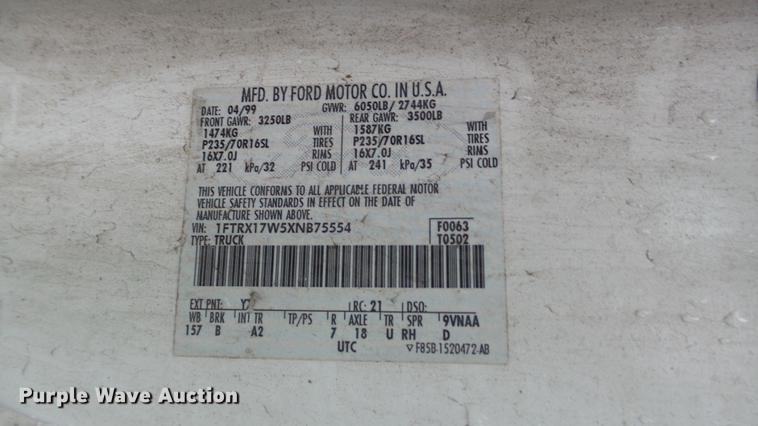 MFD. BY FORD MOTOR CO. IN U.S.A.
DATE: 04/99 GVWR: 6050LB/ 2744KG
FRONT GAWR: 3250LB REAR GAWR: 3500LB
1474KG WITH 1587KG WITH
P235/70R16SL TIRES P235/70R16SL TIRES
16X7.0J RIMS 16X7.0J RIMS
AT 221 kPa/32 PSI COLD AT 241 kPa/35 PSI COLD
THIS VEHICLE CONFORMS TO ALL APPLICABLE FEDERAL MOTOR
VEHICLE SAFETY STANDARDS IN EFFECT ON THE DATE OF
MANUFACTURE SHOWN ABOVE.
VIN: 1FTRX17W5XNB75554 F0063
TYPE: TRUCK T0502
EXT PNT: RC: 21 DSO:
WB BRK INT TR TP/PS R AXLE TR SPR 9VNAA
157 B A2 7 18 U RH D
UTC F85B-1520472-AB
Purple Wave Auction
Purple Wave Auction